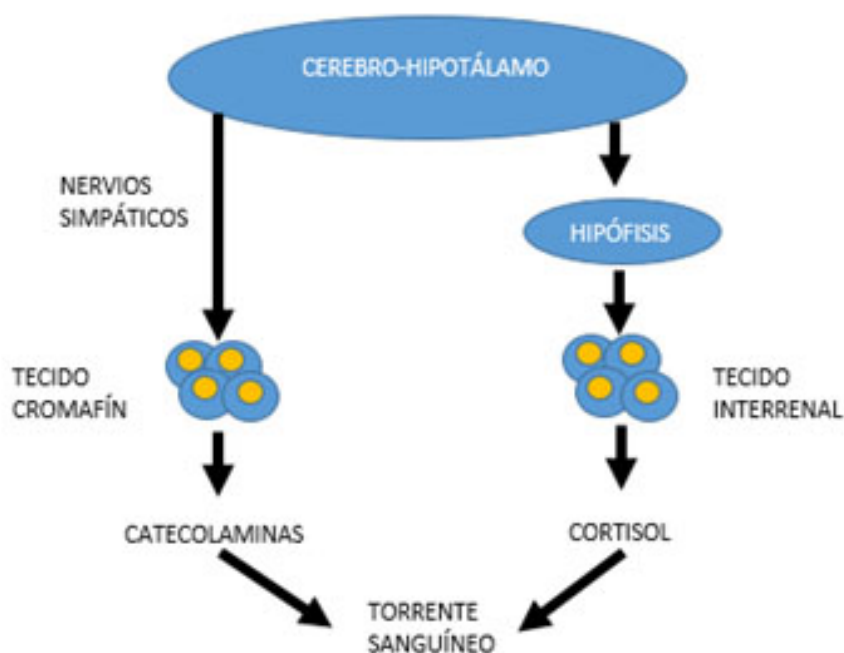 CEREBRO-HIPOTÁLAMO
NERVIOS
SIMPÁTICOS
HIPÓFISIS
TECIDO
CROMAFÍN
TECIDO
INTERRENAL
CATECOLAMINAS
CORTISOL
TORRENTE
SANGUÍNEO